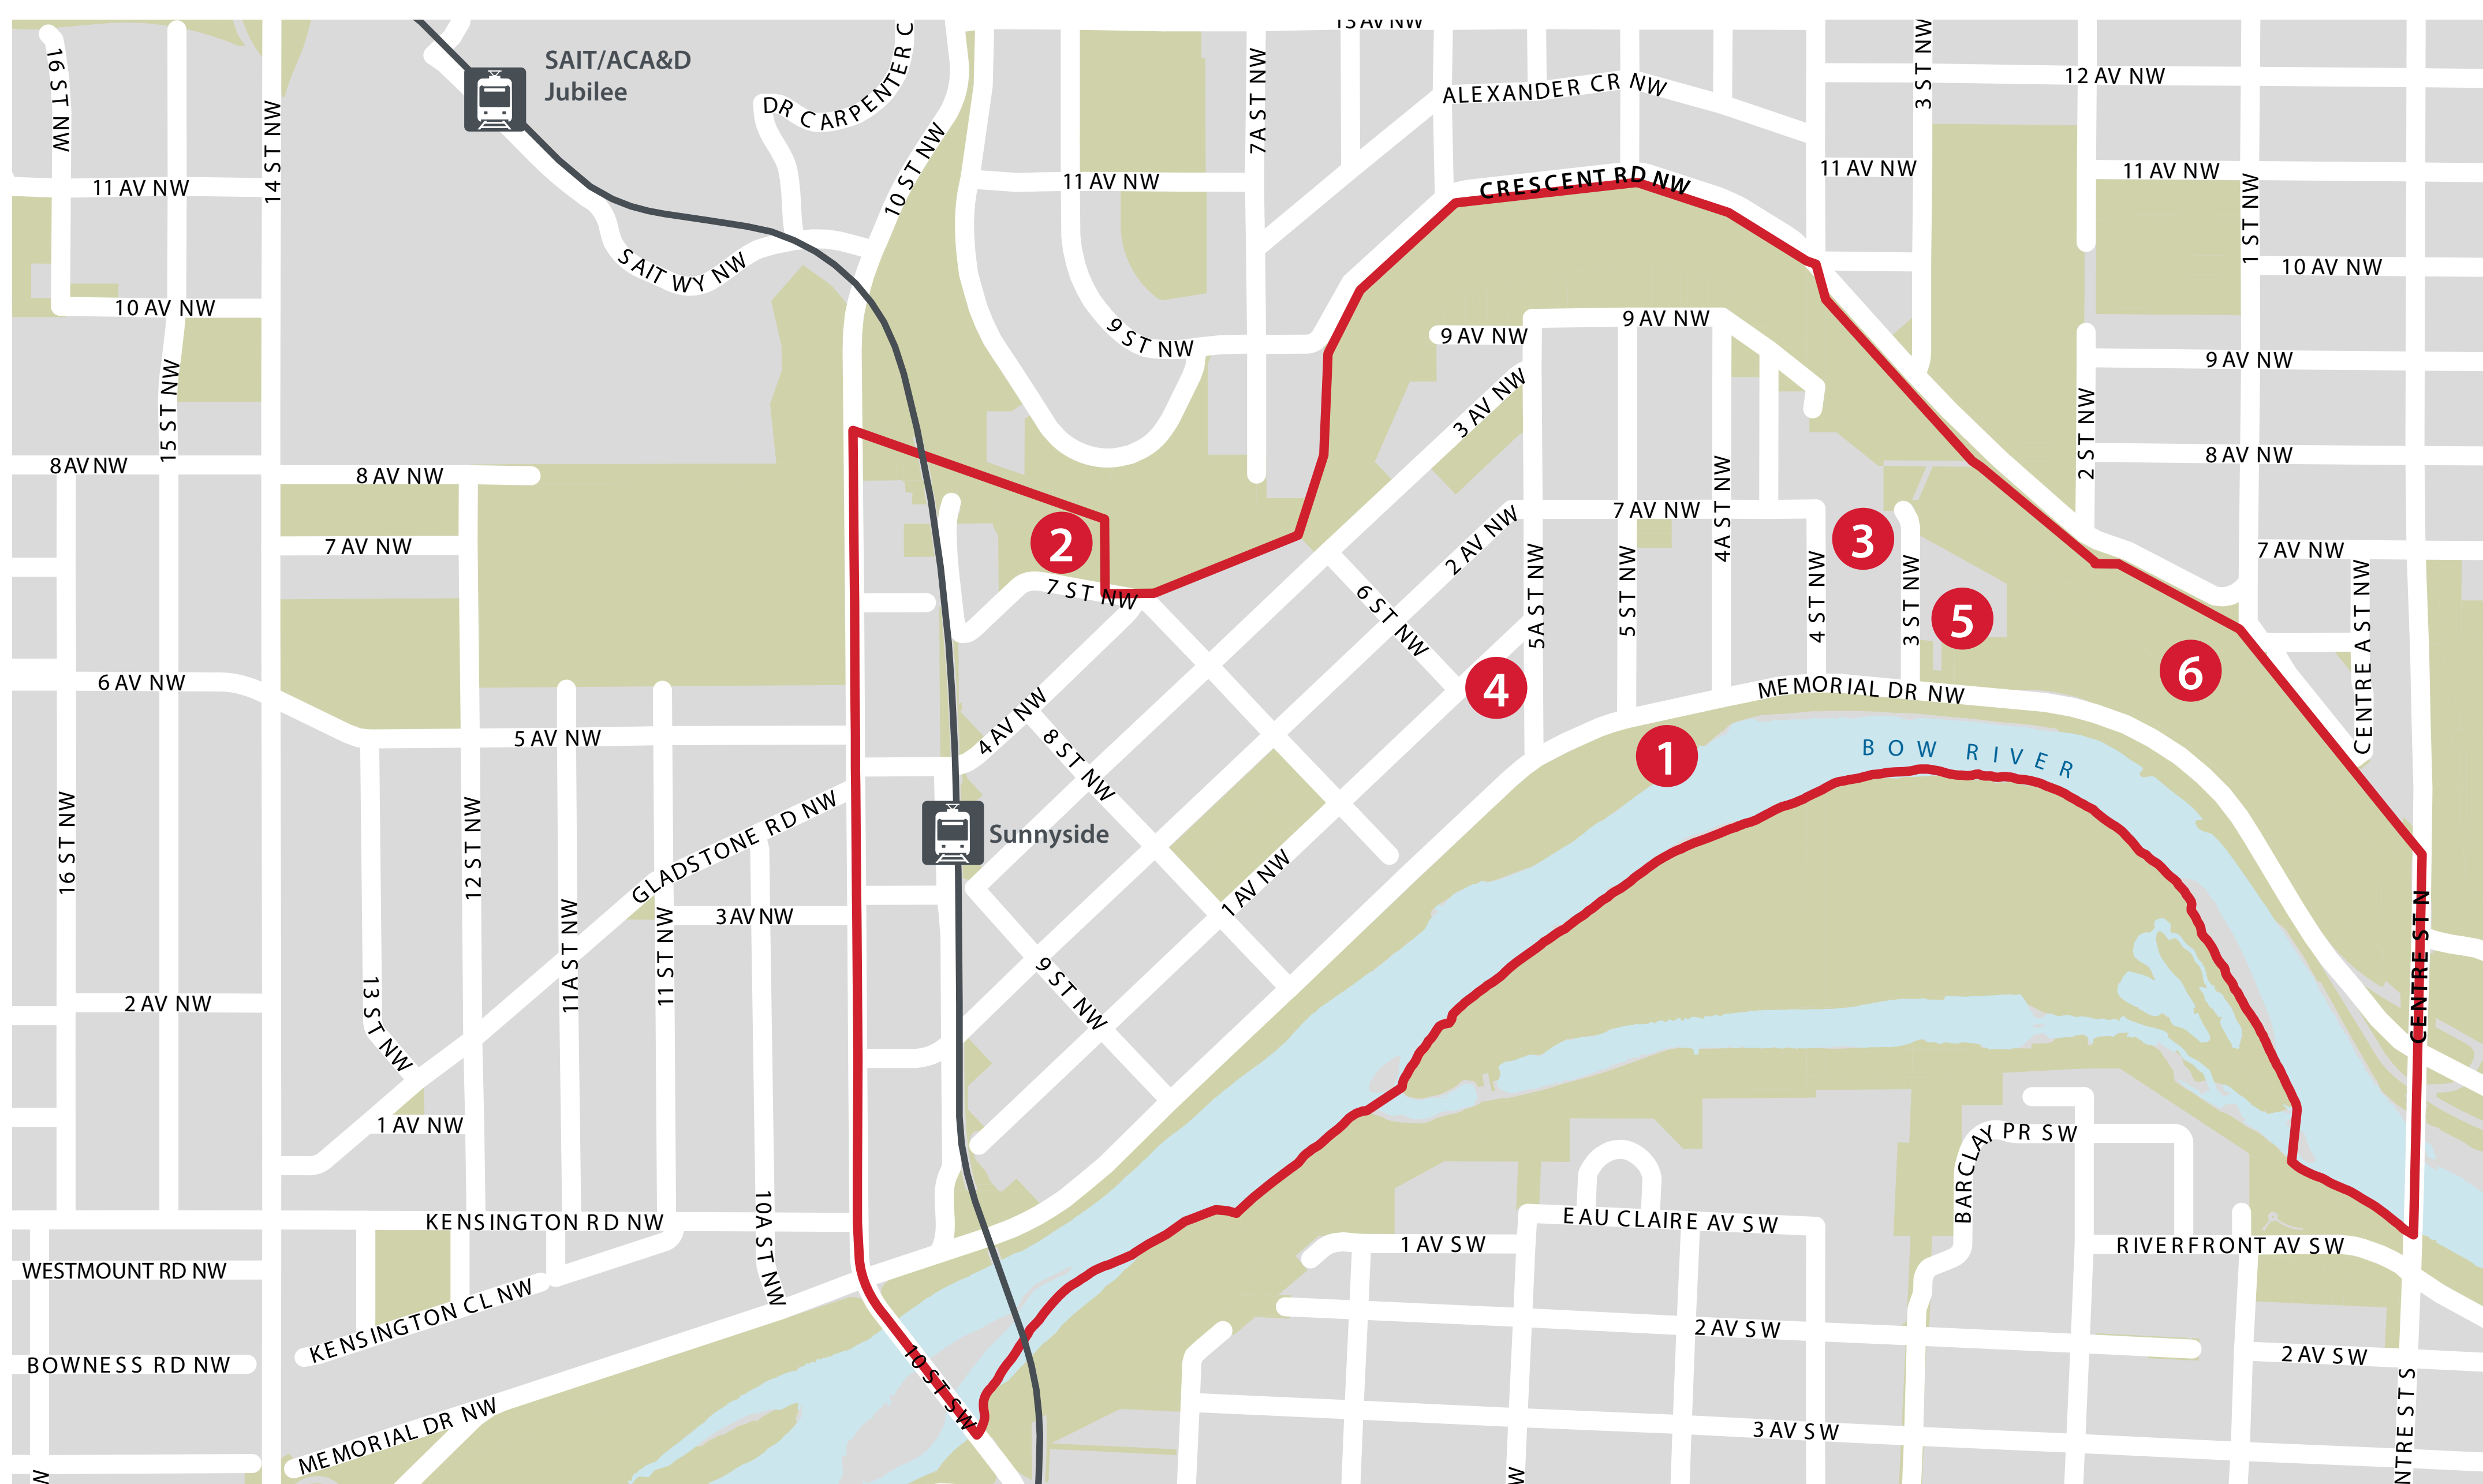 13 AV NW
SAIT/ACA&D
Jubilee
16 ST NW
14 ST NW
DR CARPENTER C
10 ST NW
7A ST NW
ALEXANDER CR NW
3 ST NW
12 AV NW
11 AV NW
11 AV NW
11 AV NW
11 AV NW
CRESCENT RD NW
1 ST NW
SAIT WY NW
10 AV NW
10 AV NW
9 ST NW
9 AV NW
9 AV NW
9 AV NW
15 ST NW
3 AV NW
2 ST NW
8 AV NW
8 AV NW
8 AV NW
4A ST NW
7 AV NW
7 AV NW
7 AV NW
7 AV NW
2 AV NW
2
3
5A ST NW
5 ST NW
4 ST NW
3 ST NW
CENTRE A ST NW
7 ST NW
6 ST NW
5
6
4
6 AV NW
MEMORIAL DR NW
4 AV NW
5 AV NW
8 ST NW
1
BOW RIVER
16 ST NW
12 ST NW
GLADSTONE RD NW
Sunnyside
1 AV NW
3 AV NW
11A ST NW
11 ST NW
CENTRE ST N
9 ST NW
2 AV NW
13 ST NW
1 AV NW
BARCLAY PR SW
KENSINGTON RD NW
10A ST NW
EAU CLAIRE AV SW
1 AV SW
RIVERFRONT AV SW
WESTMOUNT RD NW
KENSINGTON CL NW
2 AV SW
2 AV SW
BOWNESS RD NW
10 ST SW
MEMORIAL DR NW
3 AV SW
NTRE ST S
W
W